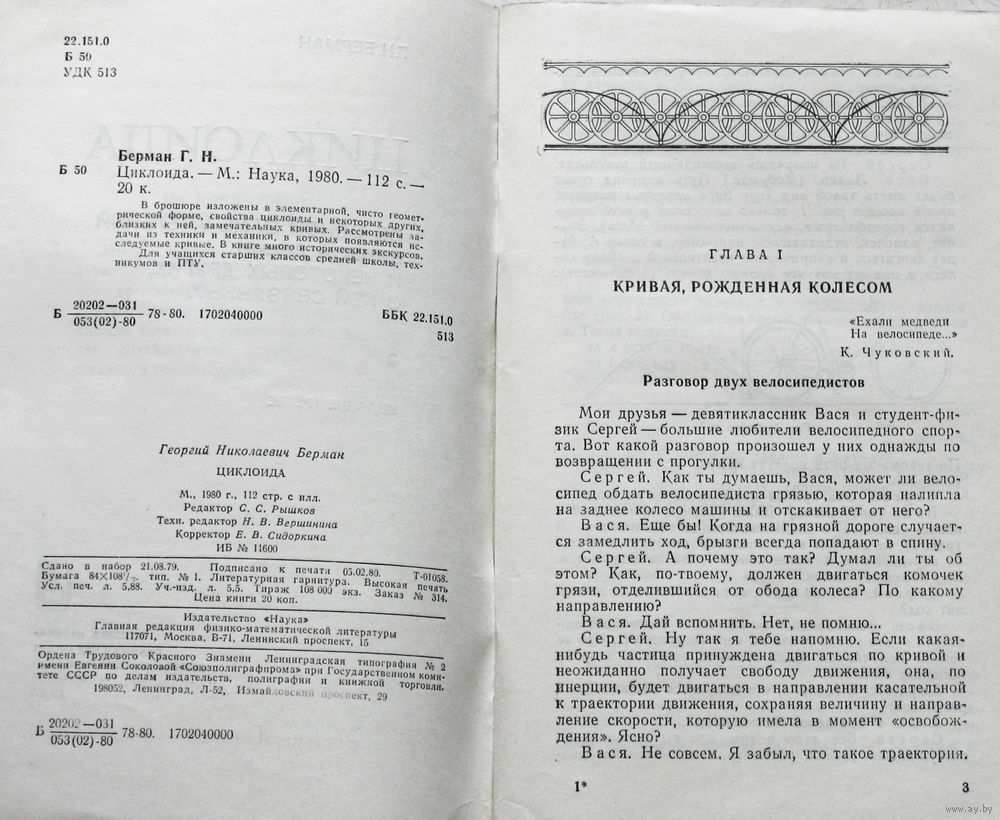 22.151.0
Б 50
УДК 513
Берман Г. Н.
Б 50
Циклоида. — М.: Наука, 1980. — 112 с. —
20 к.
В брошюре изложены в элементарной, чисто геомет-
рической форме, свойства циклоиды и некоторых других,
близких к ней, замечательных кривых. Рассмотрены за-
дачи из техники и механики, в которых появляются ис-
следуемые кривые. В книге много исторических экскурсов.
Для учащихся старших классов средней школы, тех-
никумов и ПТУ.
Б 20202—031
053(02)-80 78-80. 1702040000
ББК 22.151.0
513
Георгий Николаевич Берман
ЦИКЛОИДА
М., 1980 г., 112 стр. с илл.
Редактор С. С. Рышков
Техн. редактор Н. В. Вершинина
Корректор Е. В. Сидоркина
ИБ № 11600
Сдано в набор 21.08.79. Подписано к печати 05.02.80. Т-01058.
Бумага 84×108¹/ тип. № 1. Литературная гарнитура. Высокая печать
Усл. печ. л. 5,88. Уч.-изд. л. 5,5. Тираж 108 000 экз. Заказ № 314.
Цена книги 20 коп.
Издательство «Наука»
Главная редакция физико-математической литературы
117071, Москва, В-71, Ленинский проспект, 15
Ордена Трудового Красного Знамени Ленинградская типография № 2
имени Евгении Соколовой «Союзполиграфпрома» при Государственном коми-
тете СССР по делам издательств, полиграфии и книжной торговли.
198052, Ленинград, Л-52, Измайловский проспект, 29
Б 20202—031
053(02)-80 78-80. 1702040000
ГЛАВА I
КРИВАЯ, РОЖДЕННАЯ КОЛЕСОМ
«Ехали медведи
На велосипеде...»
К. Чуковский.
Разговор двух велосипедистов
Мои друзья — девятиклассник Вася и студент-фи-
зик Сергей — большие любители велосипедного спор-
та. Вот какой разговор произошел у них однажды по
возвращении с прогулки.
Сергей. Как ты думаешь, Вася, может ли вело-
сипед обдать велосипедиста грязью, которая налипла
на заднее колесо машины и отскакивает от него?
Вася. Еще бы! Когда на грязной дороге случает-
ся замедлить ход, брызги всегда попадают в спину.
Сергей. А почему это так? Думал ли ты об
этом? Как, по-твоему, должен двигаться комочек
грязи, отделившийся от обода колеса? По какому
направлению?
Вася. Дай вспомнить. Нет, не помню...
Сергей. Ну так я тебе напомню. Если какая-
нибудь частица принуждена двигаться по кривой и
неожиданно получает свободу движения, она, по
инерции, будет двигаться в направлении касательной
к траектории движения, сохраняя величину и направ-
ление скорости, которую имела в момент «освобож-
дения». Ясно?
Вася. Не совсем. Я забыл, что такое траектория.
1*
3
www.ay.by